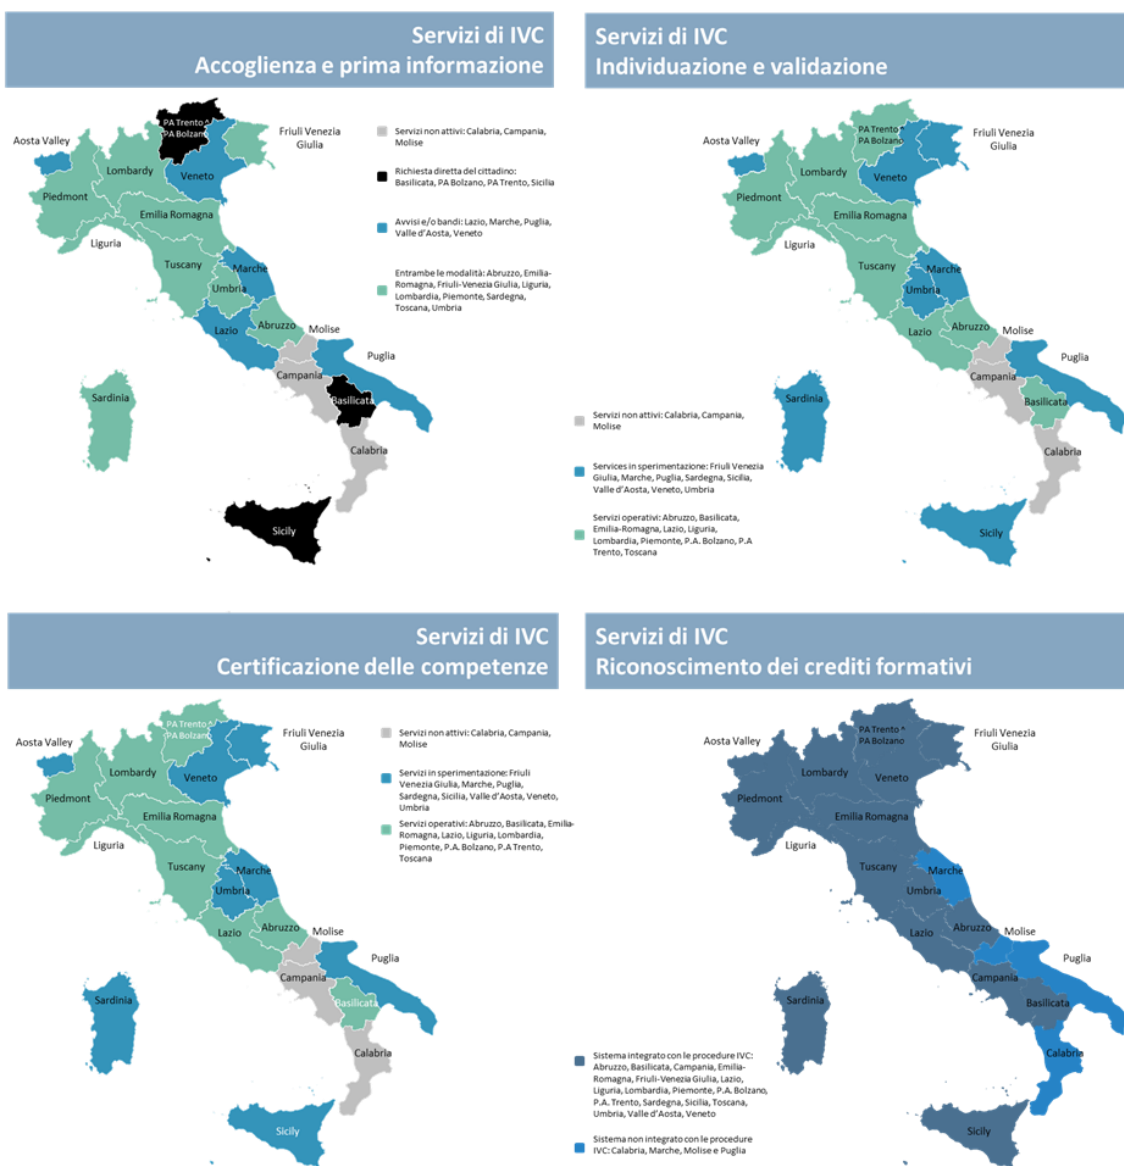 Servizi di IVC
Accoglienza e prima informazione
PA Trento ^
PA Bolzano
Aosta Valley
Friuli Venezia
Giulia
Lombardy
Veneto
Piedmont
Emilia Romagna
Liguria
Tuscany
Marche
Umbria
Lazio
Abruzzo
Molise
Puglia
Campania
Basilicata
Sardinia
Calabria
Sicily
Servizi non attivi: Calabria, Campania,
Molise
Richiesta diretta del cittadino:
Basilicata, PA Bolzano, PA Trento, Sicilia
Avvisi e/o bandi: Lazio, Marche, Puglia,
Valle d'Aosta, Veneto
Entrambe le modalità: Abruzzo, Emilia-
Romagna, Friuli-Venezia Giulia, Liguria,
Lombardia, Piemonte, Sardegna,
Toscana, Umbria
Servizi di IVC
Individuazione e validazione
PA Trento ^
PA Bolzano
Aosta Valley
Friuli Venezia
Giulia
Lombardy
Veneto
Piedmont
Emilia Romagna
Liguria
Tuscany
Marche
Umbria
Lazio
Abruzzo
Molise
Puglia
Campania
Basilicata
Calabria
Sardinia
Sicily
Servizi non attivi: Calabria, Campania,
Molise
Services in sperimentazione: Friuli Venezia
Giulia, Marche, Puglia, Sardegna, Sicilia,
Valle d'Aosta, Veneto, Umbria
Servizi operativi: Abruzzo, Basilicata,
Emilia-Romagna, Lazio, Liguria,
Lombardia, Piemonte, P.A. Bolzano, P.A
Trento, Toscana
Servizi di IVC
Certificazione delle competenze
PA Trento ^
PA Bolzano
Aosta Valley
Friuli Venezia
Giulia
Lombardy
Veneto
Piedmont
Emilia Romagna
Liguria
Tuscany
Marche
Umbria
Lazio
Abruzzo
Molise
Puglia
Campania
Basilicata
Sardinia
Calabria
Sicily
Servizi non attivi: Calabria, Campania,
Molise
Servizi in sperimentazione: Friuli
Venezia Giulia, Marche, Puglia,
Sardegna, Sicilia, Valle d'Aosta, Veneto,
Umbria
Servizi operativi: Abruzzo, Basilicata, Emilia-
Romagna, Lazio, Liguria, Lombardia,
Piemonte, P.A. Bolzano, P.A Trento,
Toscana
Servizi di IVC
Riconoscimento dei crediti formativi
PA Trento ^
PA Bolzano
Aosta Valley
Friuli Venezia
Giulia
Lombardy
Veneto
Piedmont
Emilia Romagna
Liguria
Tuscany
Marche
Umbria
Lazio
Abruzzo
Molise
Puglia
Campania
Basilicata
Sardinia
Calabria
Sicily
Sistema integrato con le procedure IVC:
Abruzzo, Basilicata, Campania, Emilia-
Romagna, Friuli-Venezia Giulia, Lazio,
Liguria, Lombardia, Piemonte, P.A. Bolzano,
P.A. Trento, Sardegna, Sicilia, Toscana,
Umbria, Valle d'Aosta, Veneto
Sistema non integrato con le procedure
IVC: Calabria, Marche, Molise e Puglia